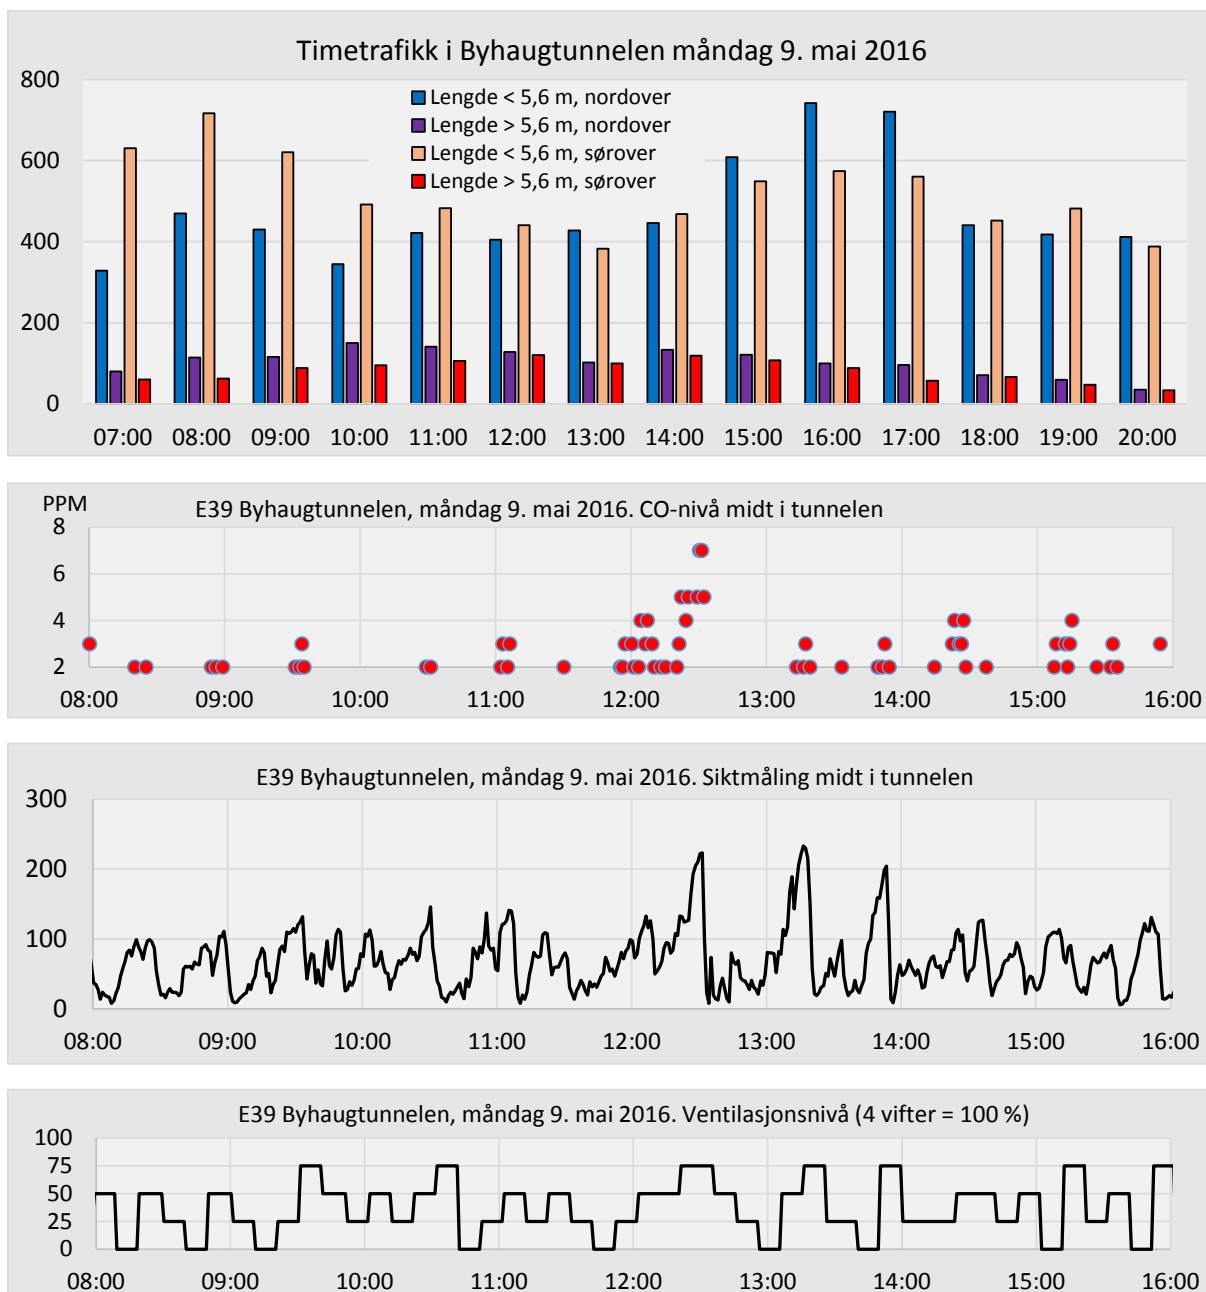 Timetrafikk i Byhaugtunnelen måndag 9. mai 2016
800
600
400
200
0
Lengde < 5,6 m, nordover
Lengde > 5,6 m, nordover
Lengde < 5,6 m, sørover
Lengde > 5,6 m, sørover
07:00 08:00 09:00 10:00 11:00 12:00 13:00 14:00 15:00 16:00 17:00 18:00 19:00 20:00
PPM
E39 Byhaugtunnelen, måndag 9. mai 2016. CO-nivå midt i tunnelen
8
6
4
2
08:00 09:00 10:00 11:00 12:00 13:00 14:00 15:00 16:00
E39 Byhaugtunnelen, måndag 9. mai 2016. Siktmåling midt i tunnelen
300
200
100
0
08:00 09:00 10:00 11:00 12:00 13:00 14:00 15:00 16:00
E39 Byhaugtunnelen, måndag 9. mai 2016. Ventilasjonsnivå (4 vifter = 100 %)
100
75
50
25
0
08:00 09:00 10:00 11:00 12:00 13:00 14:00 15:00 16:00